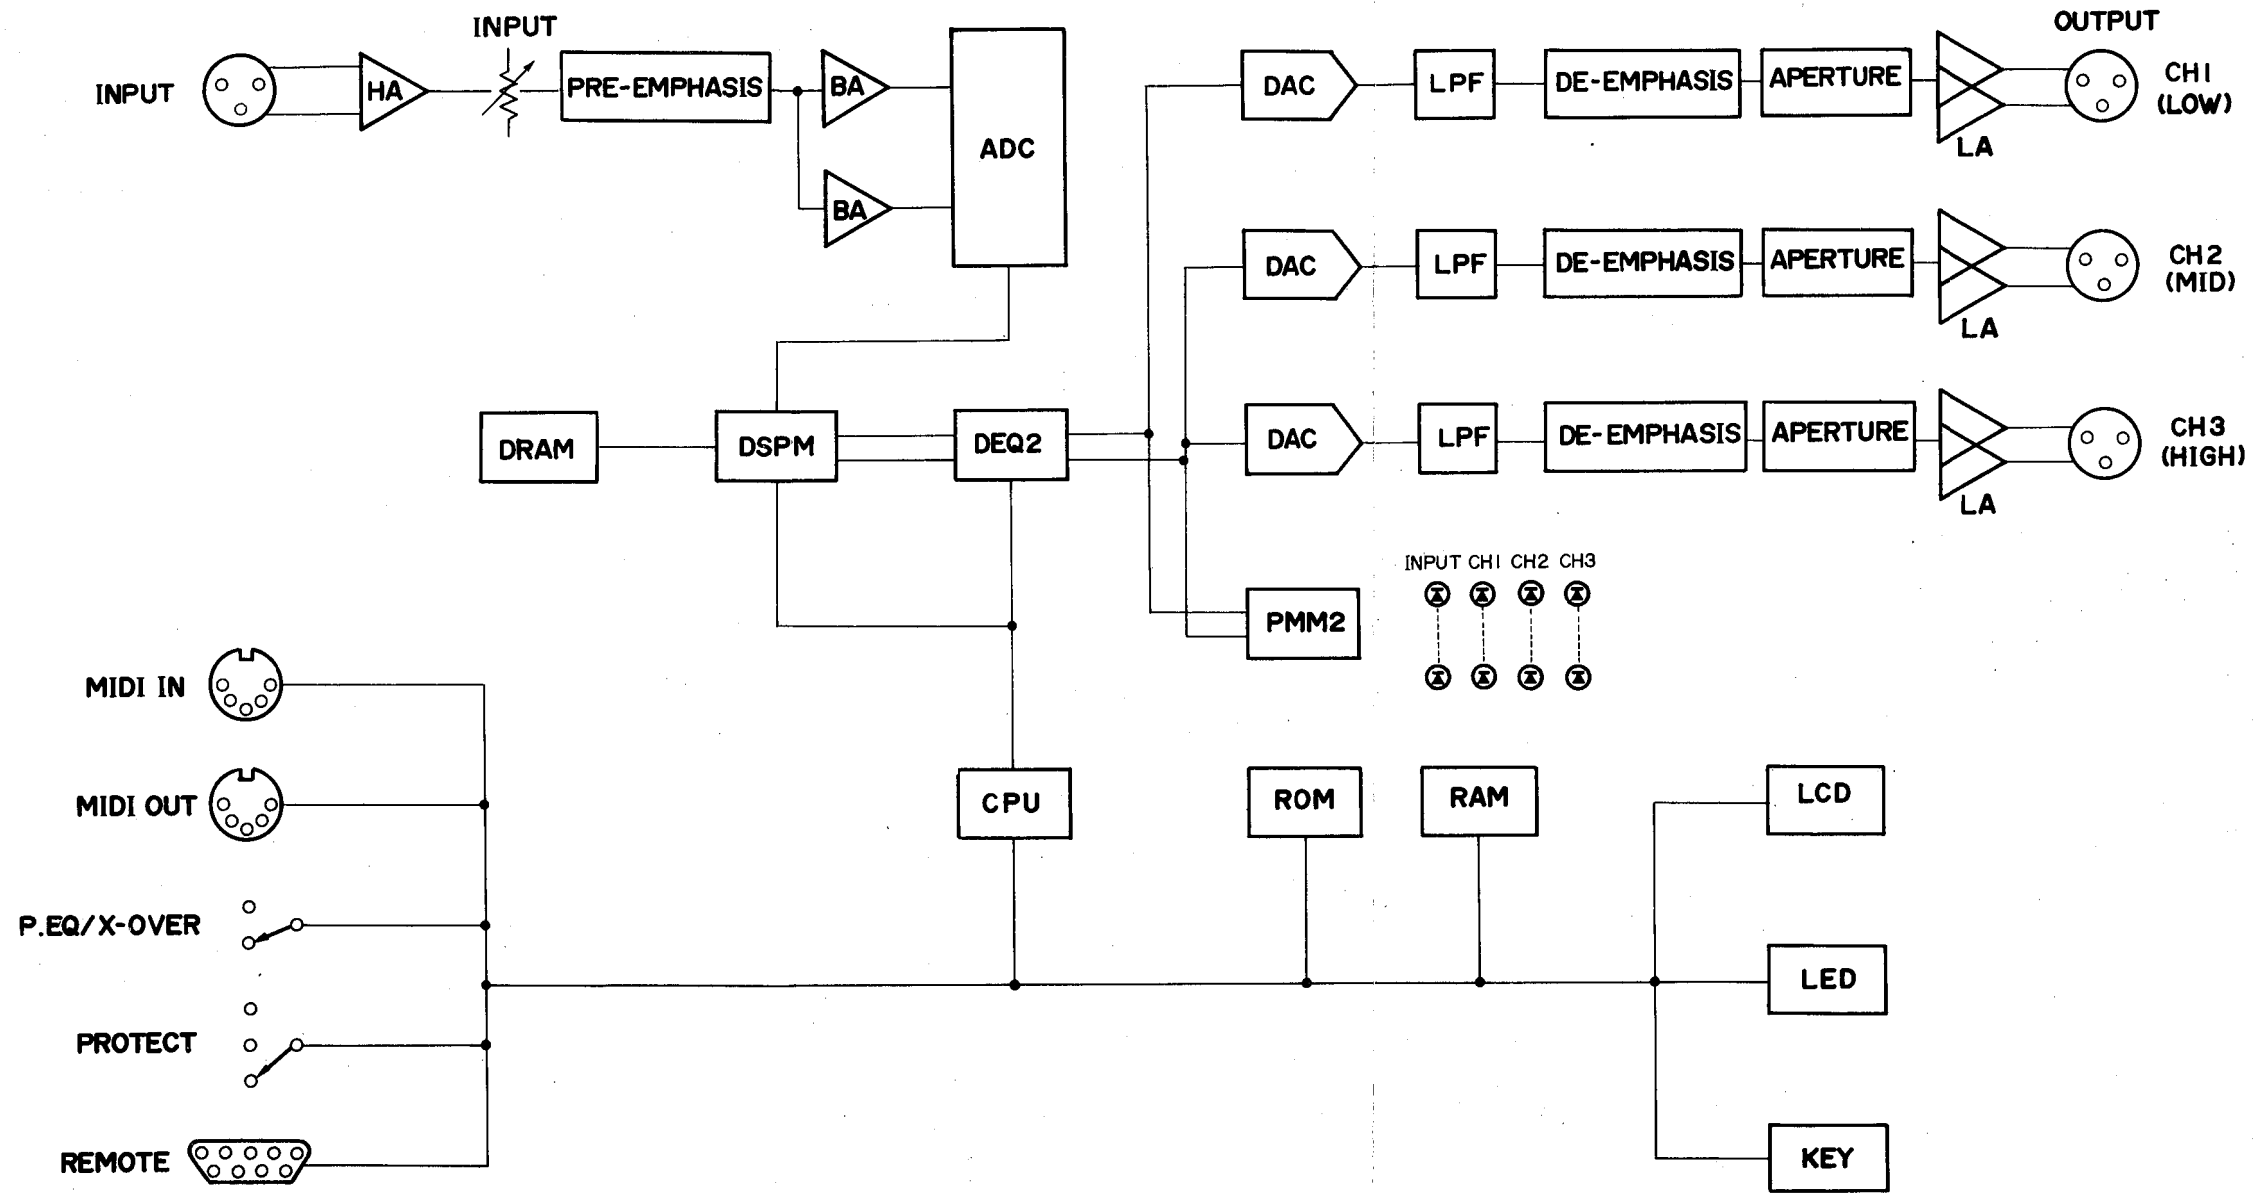 INPUT
INPUT
HA
PRE-EMPHASIS
BA
BA
ADC
DAC
LPF
DE-EMPHASIS
APERTURE
LA
OUTPUT
CH1
(LOW)
DAC
LPF
DE-EMPHASIS
APERTURE
LA
CH2
(MID)
DRAM
DSPM
DEQ2
DAC
LPF
DE-EMPHASIS
APERTURE
LA
CH3
(HIGH)
PMM2
INPUT CH1 CH2 CH3
MIDI IN
MIDI OUT
P.EQ/X-OVER
PROTECT
REMOTE
CPU
ROM
RAM
LCD
LED
KEY